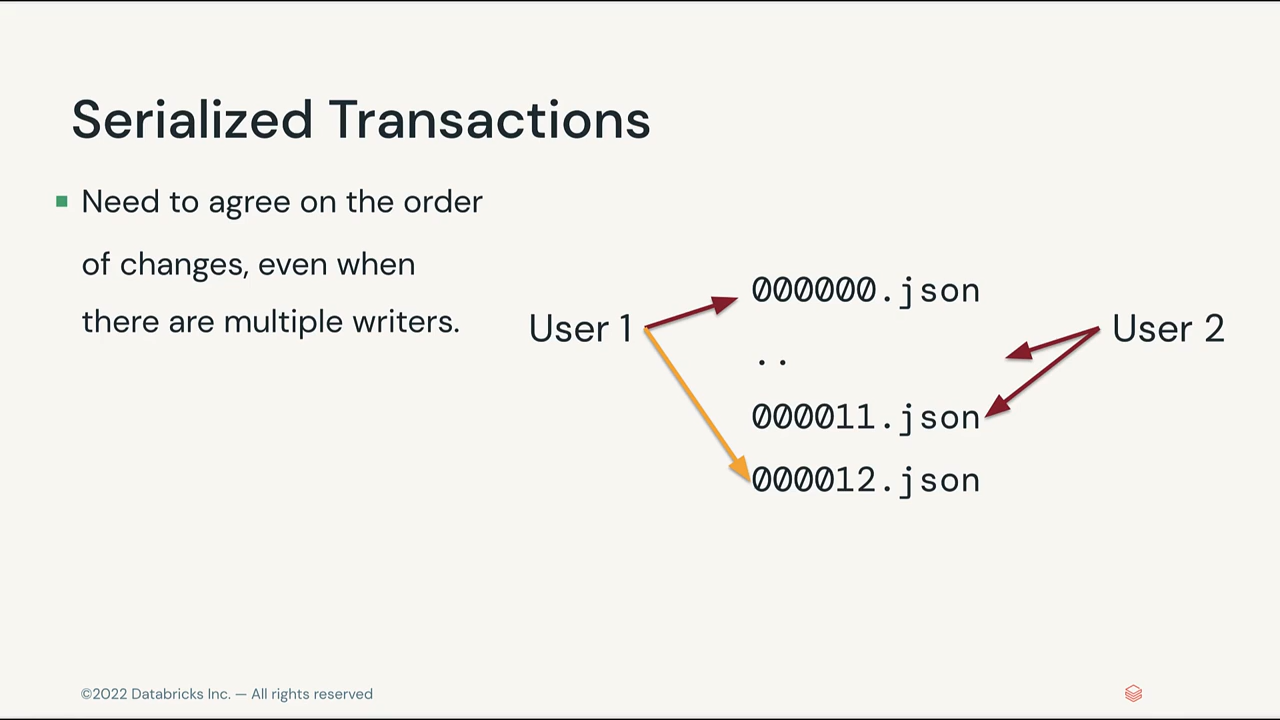 Serialized Transactions
Need to agree on the order
of changes, even when
there are multiple writers.
User 1
000000.json
..
000011.json
000012.json
User 2
©2022 Databricks Inc. — All rights reserved